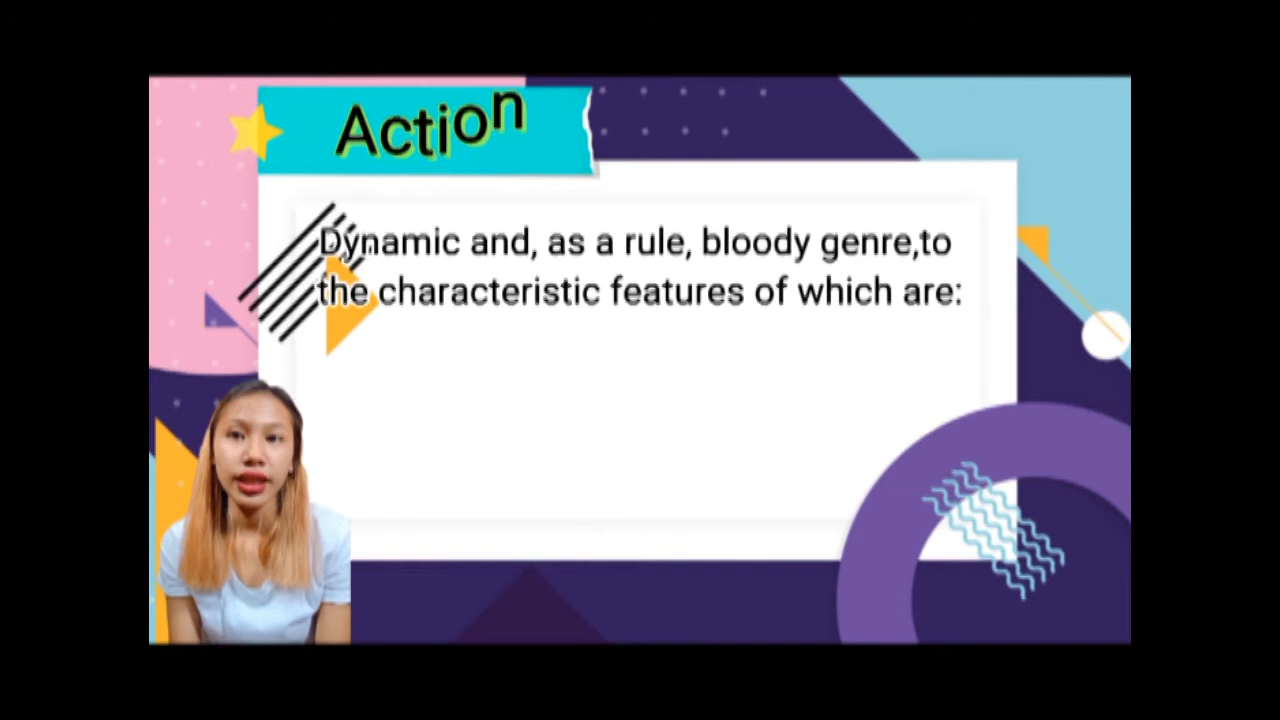 Action
Dynamic and, as a rule, bloody genre,to
the characteristic features of which are: